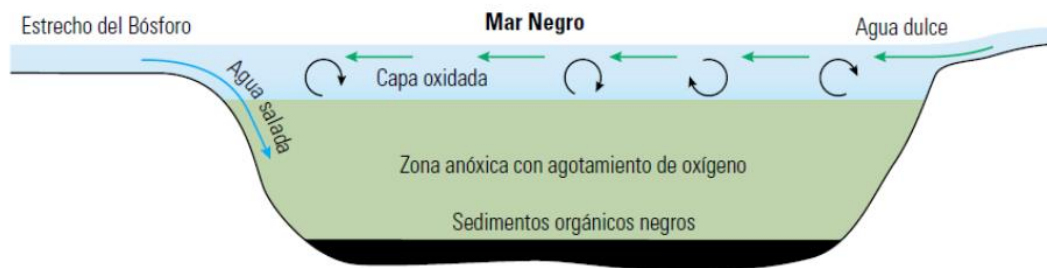 Estrecho del Bósforo
Mar Negro
Agua dulce
Agua salada
Capa oxidada
Zona anóxica con agotamiento de oxígeno
Sedimentos orgánicos negros